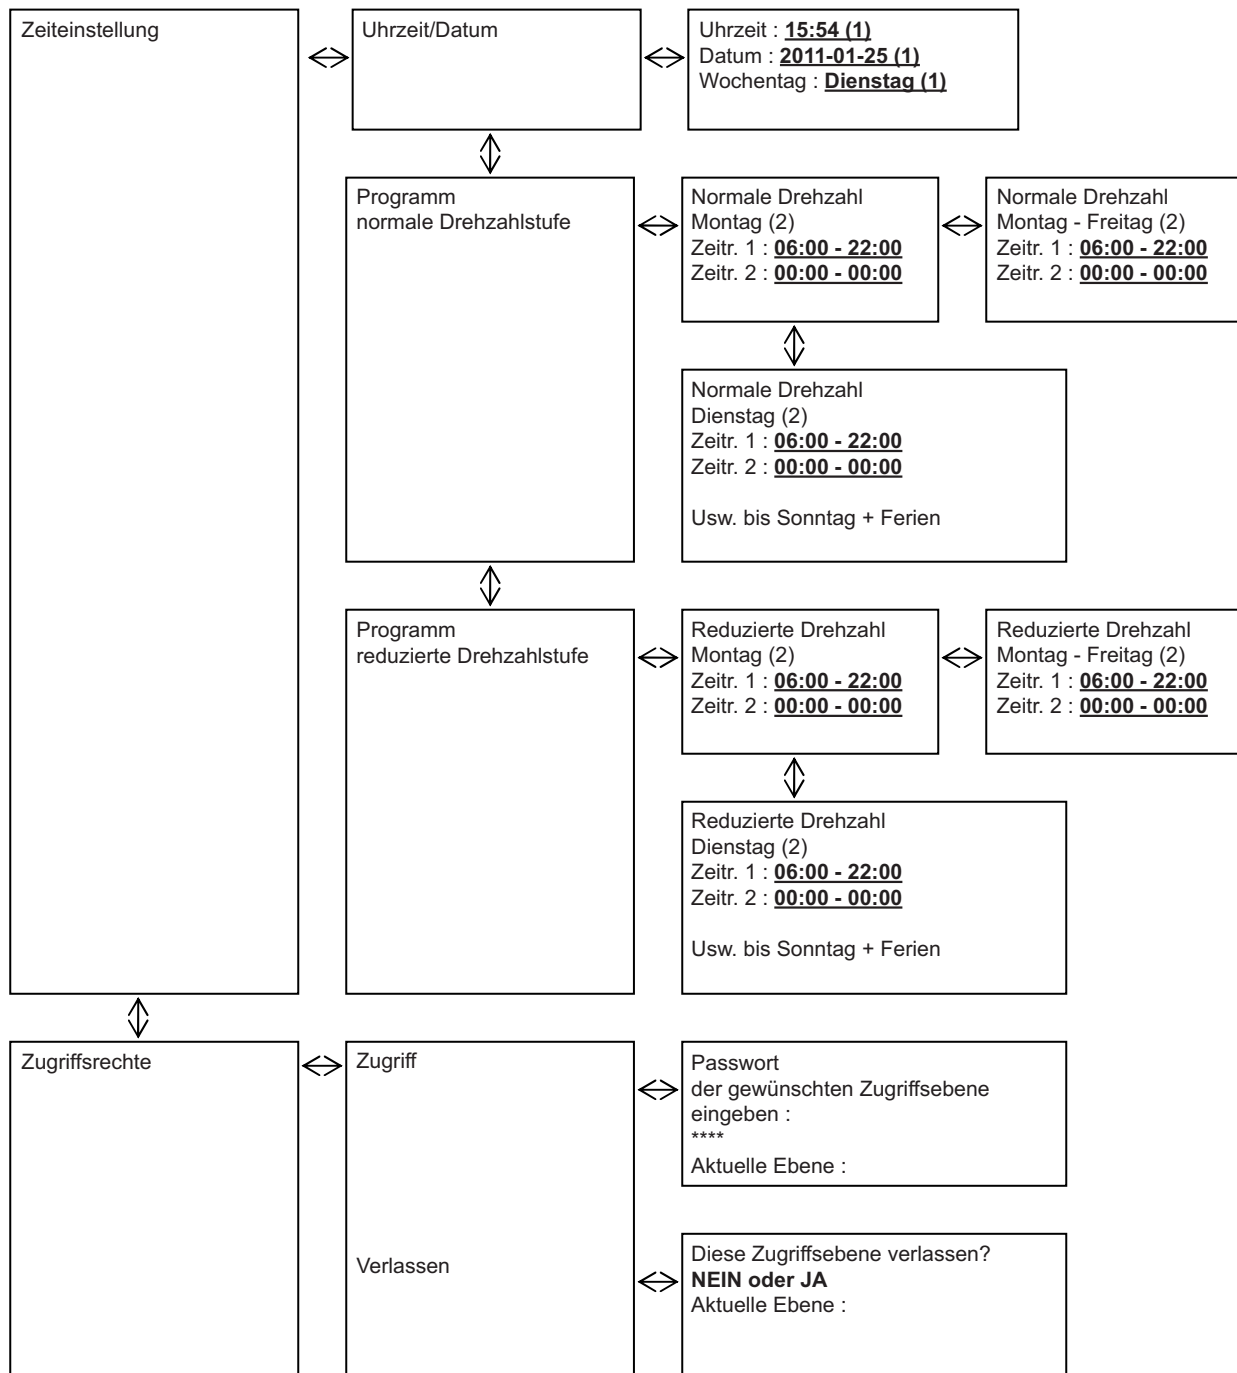 Zeiteinstellung
Uhrzeit/Datum
Uhrzeit : 15:54 (1)
Datum : 2011-01-25 (1)
Wochentag : Dienstag (1)
Programm
normale Drehzahlstufe
Normale Drehzahl
Montag (2)
Zeitr. 1 : 06:00 - 22:00
Zeitr. 2 : 00:00 - 00:00
Normale Drehzahl
Montag - Freitag (2)
Zeitr. 1 : 06:00 - 22:00
Zeitr. 2 : 00:00 - 00:00
Normale Drehzahl
Dienstag (2)
Zeitr. 1 : 06:00 - 22:00
Zeitr. 2 : 00:00 - 00:00
Usw. bis Sonntag + Ferien
Programm
reduzierte Drehzahlstufe
Reduzierte Drehzahl
Montag (2)
Zeitr. 1 : 06:00 - 22:00
Zeitr. 2 : 00:00 - 00:00
Reduzierte Drehzahl
Montag - Freitag (2)
Zeitr. 1 : 06:00 - 22:00
Zeitr. 2 : 00:00 - 00:00
Reduzierte Drehzahl
Dienstag (2)
Zeitr. 1 : 06:00 - 22:00
Zeitr. 2 : 00:00 - 00:00
Usw. bis Sonntag + Ferien
Zugriffsrechte
Zugriff
Passwort
der gewünschten Zugriffsebene
eingeben :
****
Aktuelle Ebene :
Verlassen
Diese Zugriffsebene verlassen?
NEIN oder JA
Aktuelle Ebene :